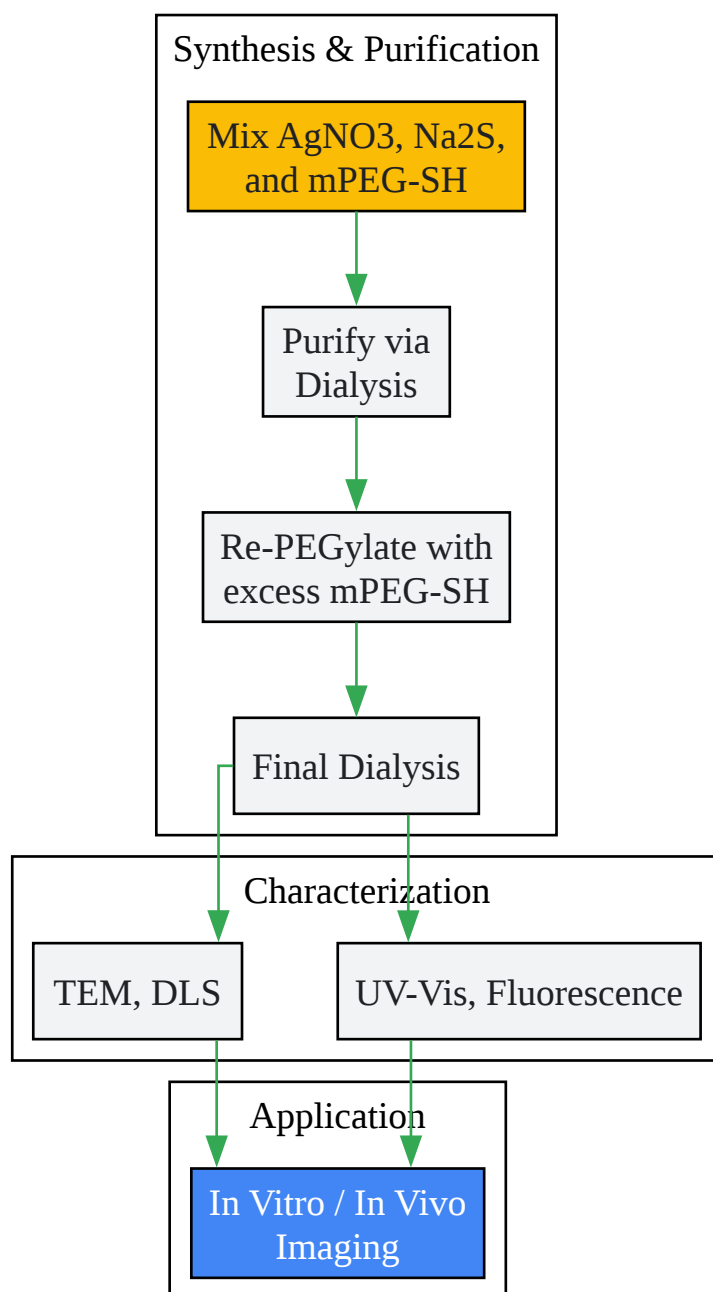 Synthesis & Purification
Mix AgNO3, Na2S,
and mPEG-SH
Purify via
Dialysis
Re-PEGylate with
excess mPEG-SH
Final Dialysis
Characterization
TEM, DLS
UV-Vis, Fluorescence
Application
In Vitro / In Vivo
Imaging